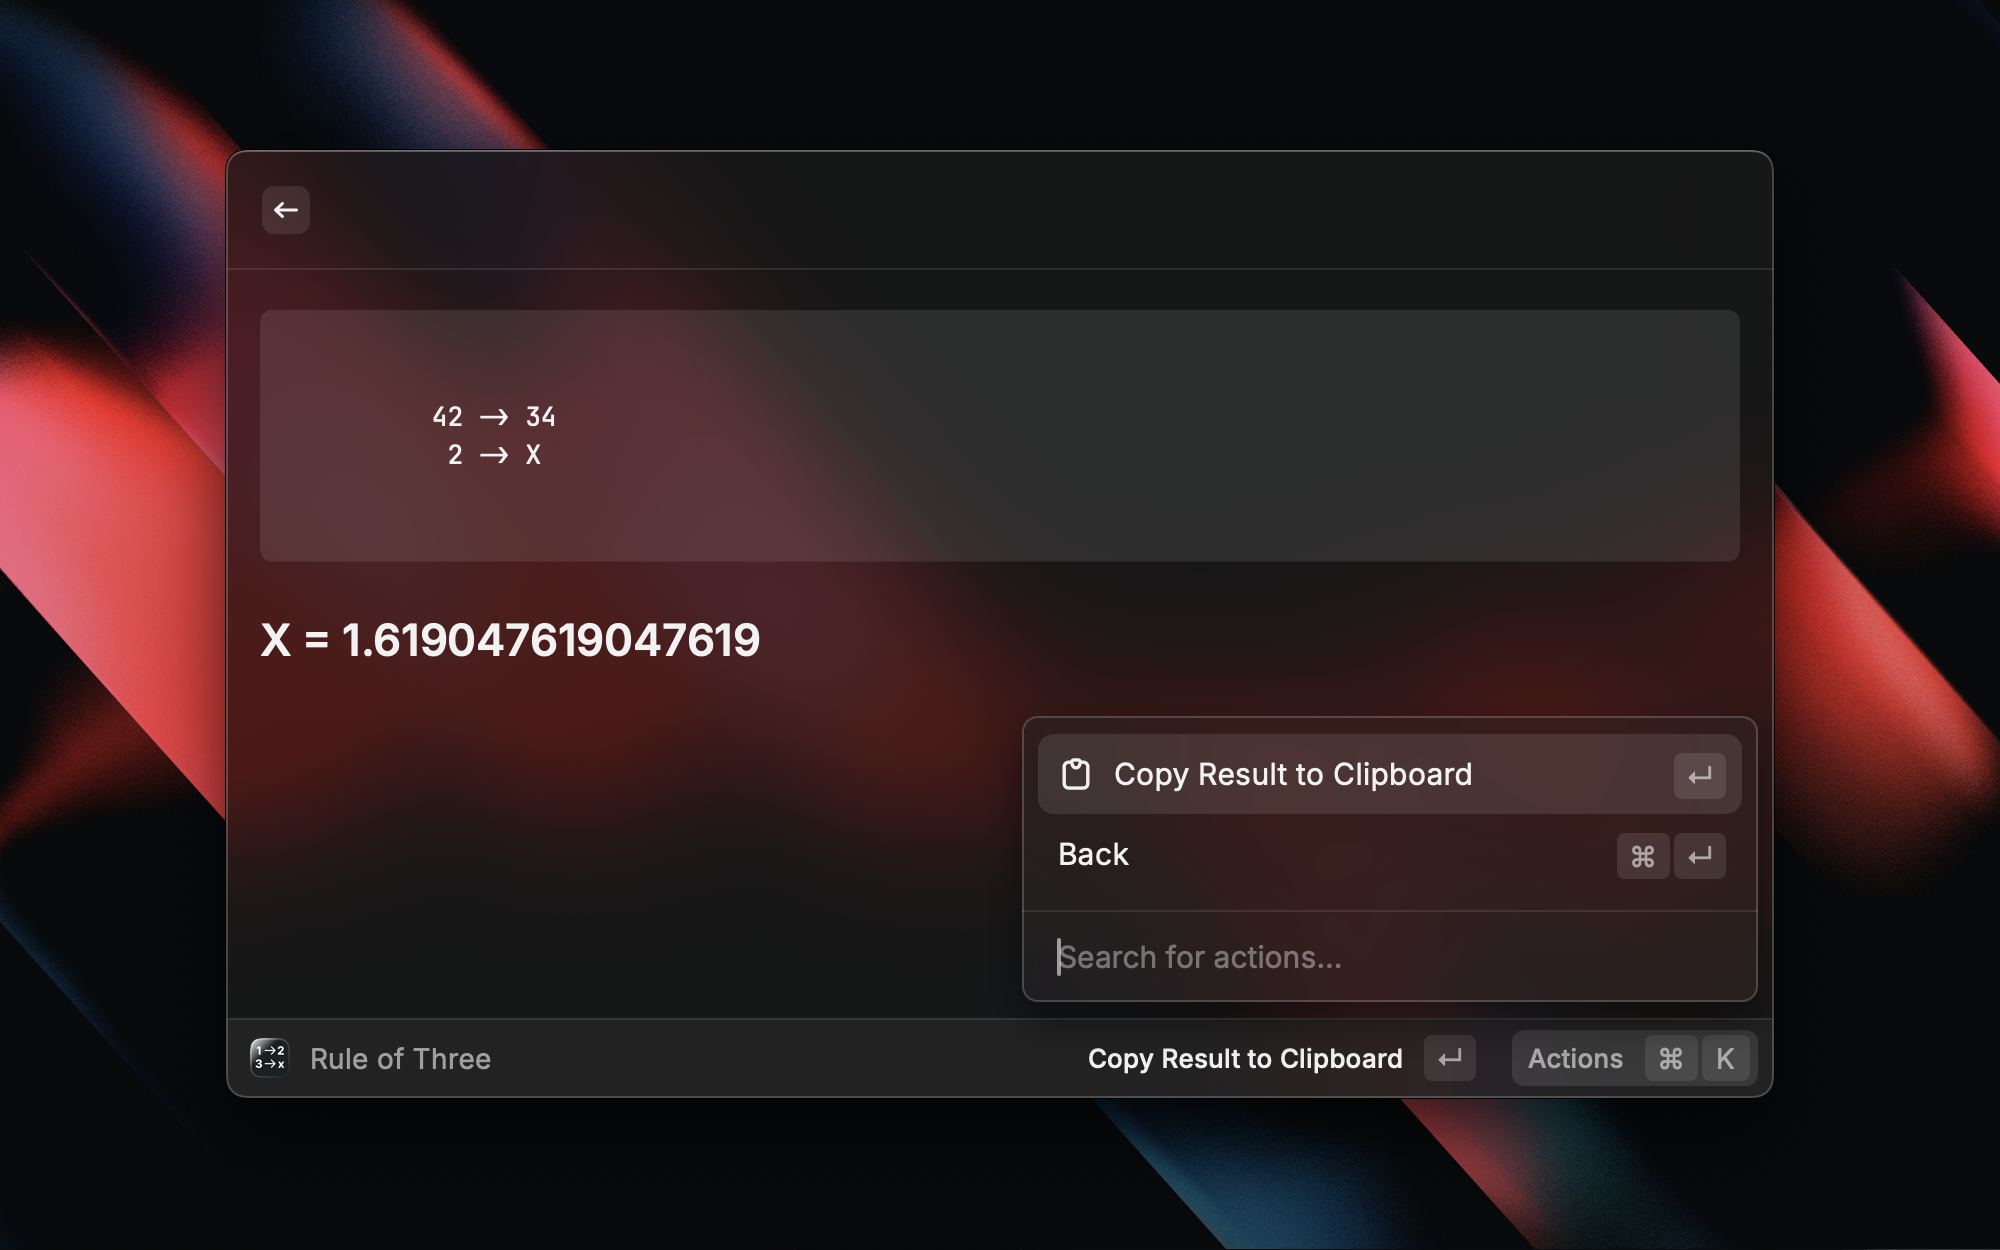 42 → 34
2 → X
X = 1.619047619047619
Copy Result to Clipboard ↵
Back ⌘ ↵
Search for actions...
1→2
3→x
Rule of Three
Copy Result to Clipboard ↵
Actions ⌘ K